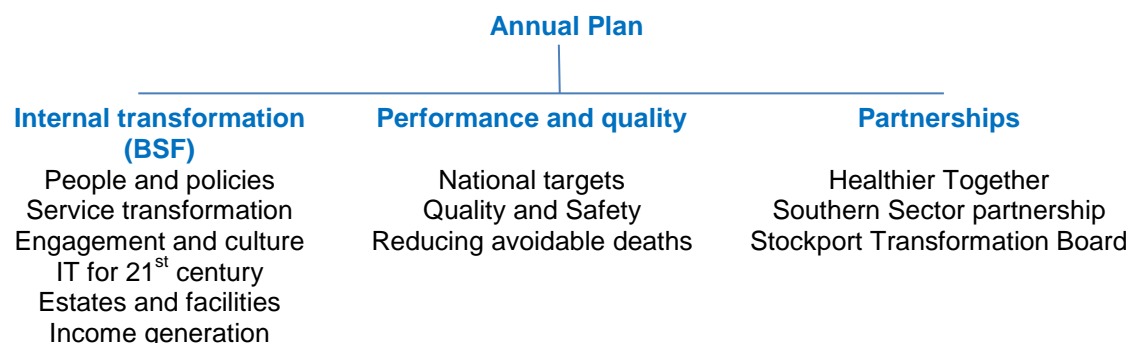 Annual Plan
Internal transformation
(BSF)
People and policies
Service transformation
Engagement and culture
IT for 21st century
Estates and facilities
Income generation
Performance and quality
National targets
Quality and Safety
Reducing avoidable deaths
Partnerships
Healthier Together
Southern Sector partnership
Stockport Transformation Board